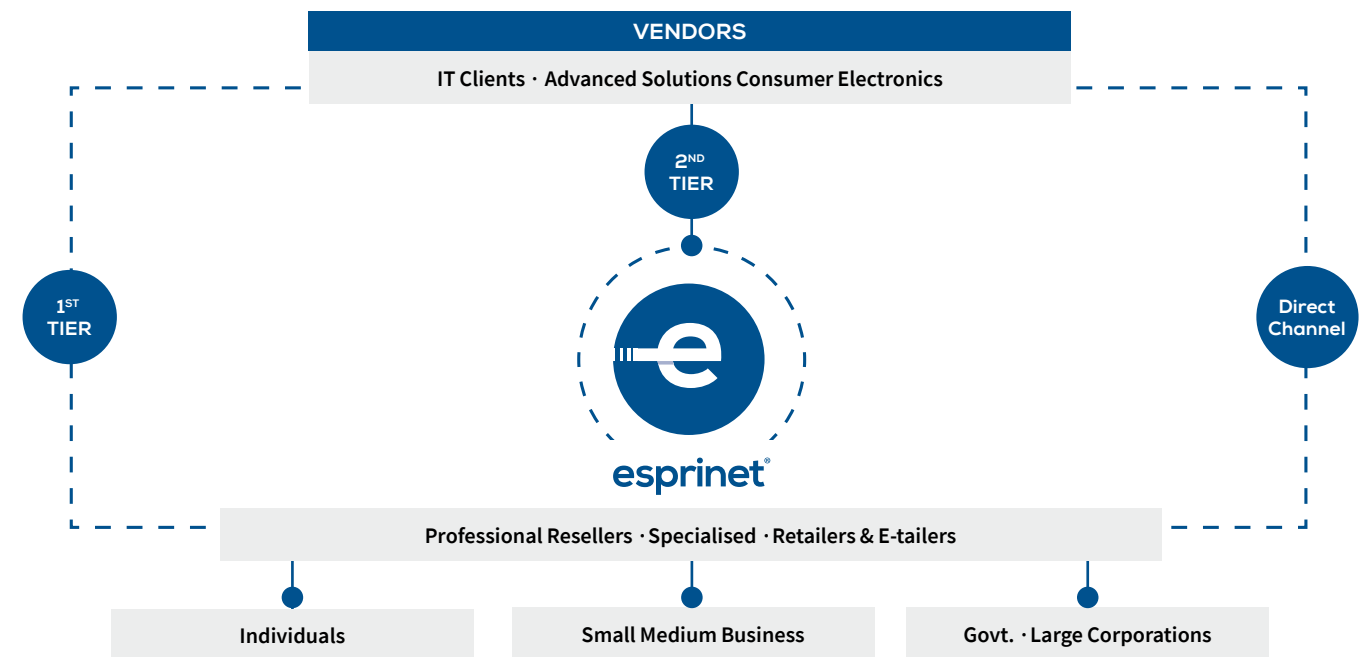 VENDORS
IT Clients · Advanced Solutions Consumer Electronics
2ND
TIER
1ST
TIER
Direct
Channel
e
esprinet®
Professional Resellers · Specialised · Retailers & E-tailers
Individuals
Small Medium Business
Govt. · Large Corporations